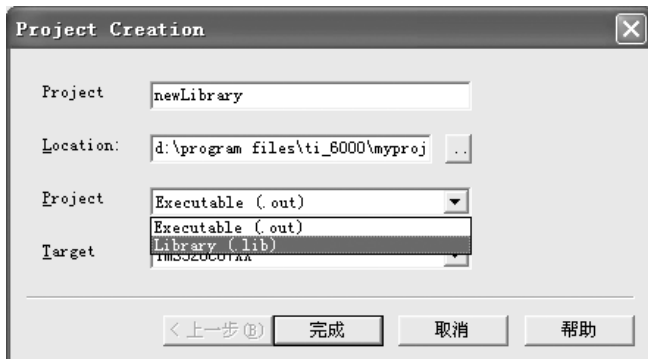 Project Creation
Project newLibrary
Location: d:\program files\ti_6000\myproj ..
Project Executable (.out)
Executable (.out)
Library (.lib)
Target
< 上一步(B) 完成 取消 帮助